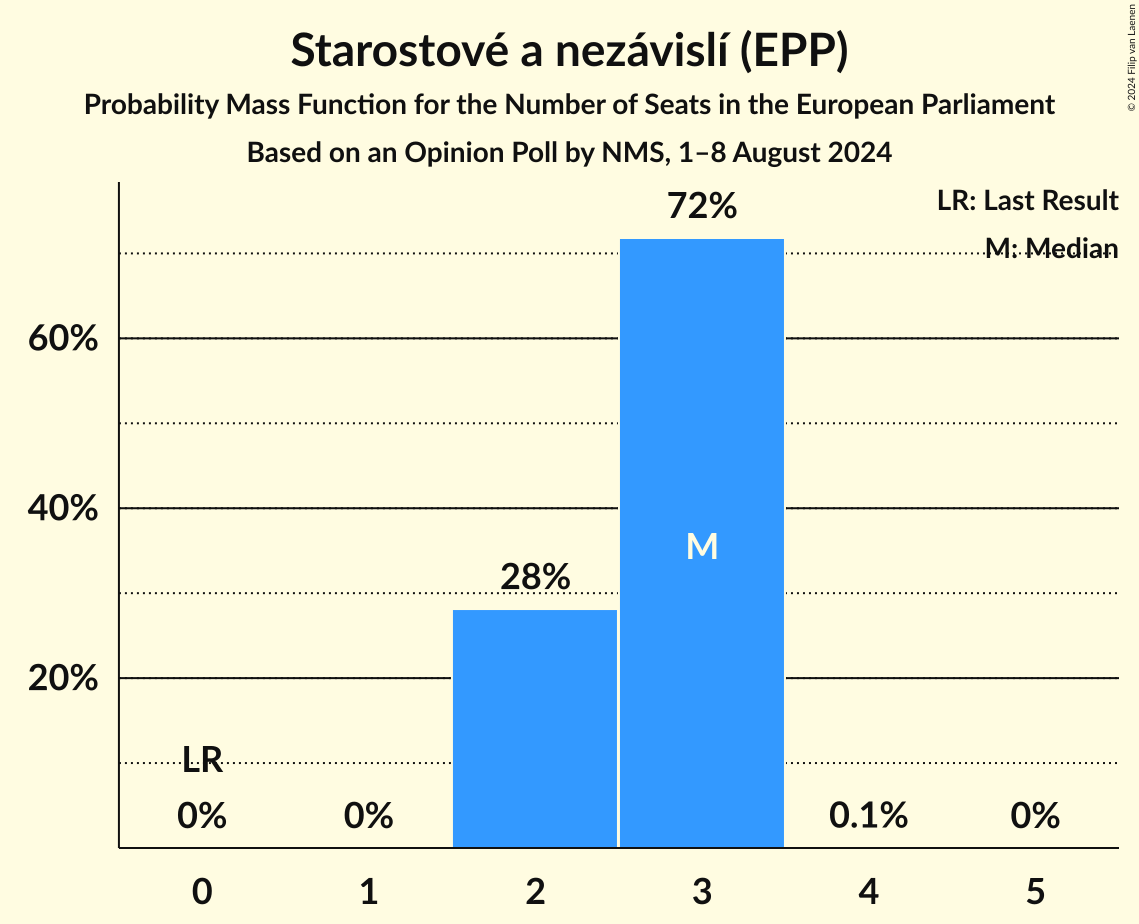 Starostové a nezávislí (EPP)
Probability Mass Function for the Number of Seats in the European Parliament
Based on an Opinion Poll by NMS, 1–8 August 2024
© 2024 Filip van Laenen
LR: Last Result
M: Median
72%
60%
40%
M
28%
20%
LR
0%
0%
0.1%
0%
0
1
2
3
4
5